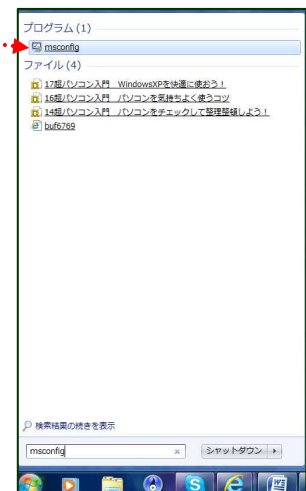 プログラム (1)
msconfig
ファイル (4)
17超パソコン入門 WindowsXPを快適に使おう!
16超パソコン入門 パソコンを気持ちよく使うコツ
14超パソコン入門 パソコンをチェックして整理整頓しよう!
buf6769
検索結果の続きを表示
msconfig
シャットダウン